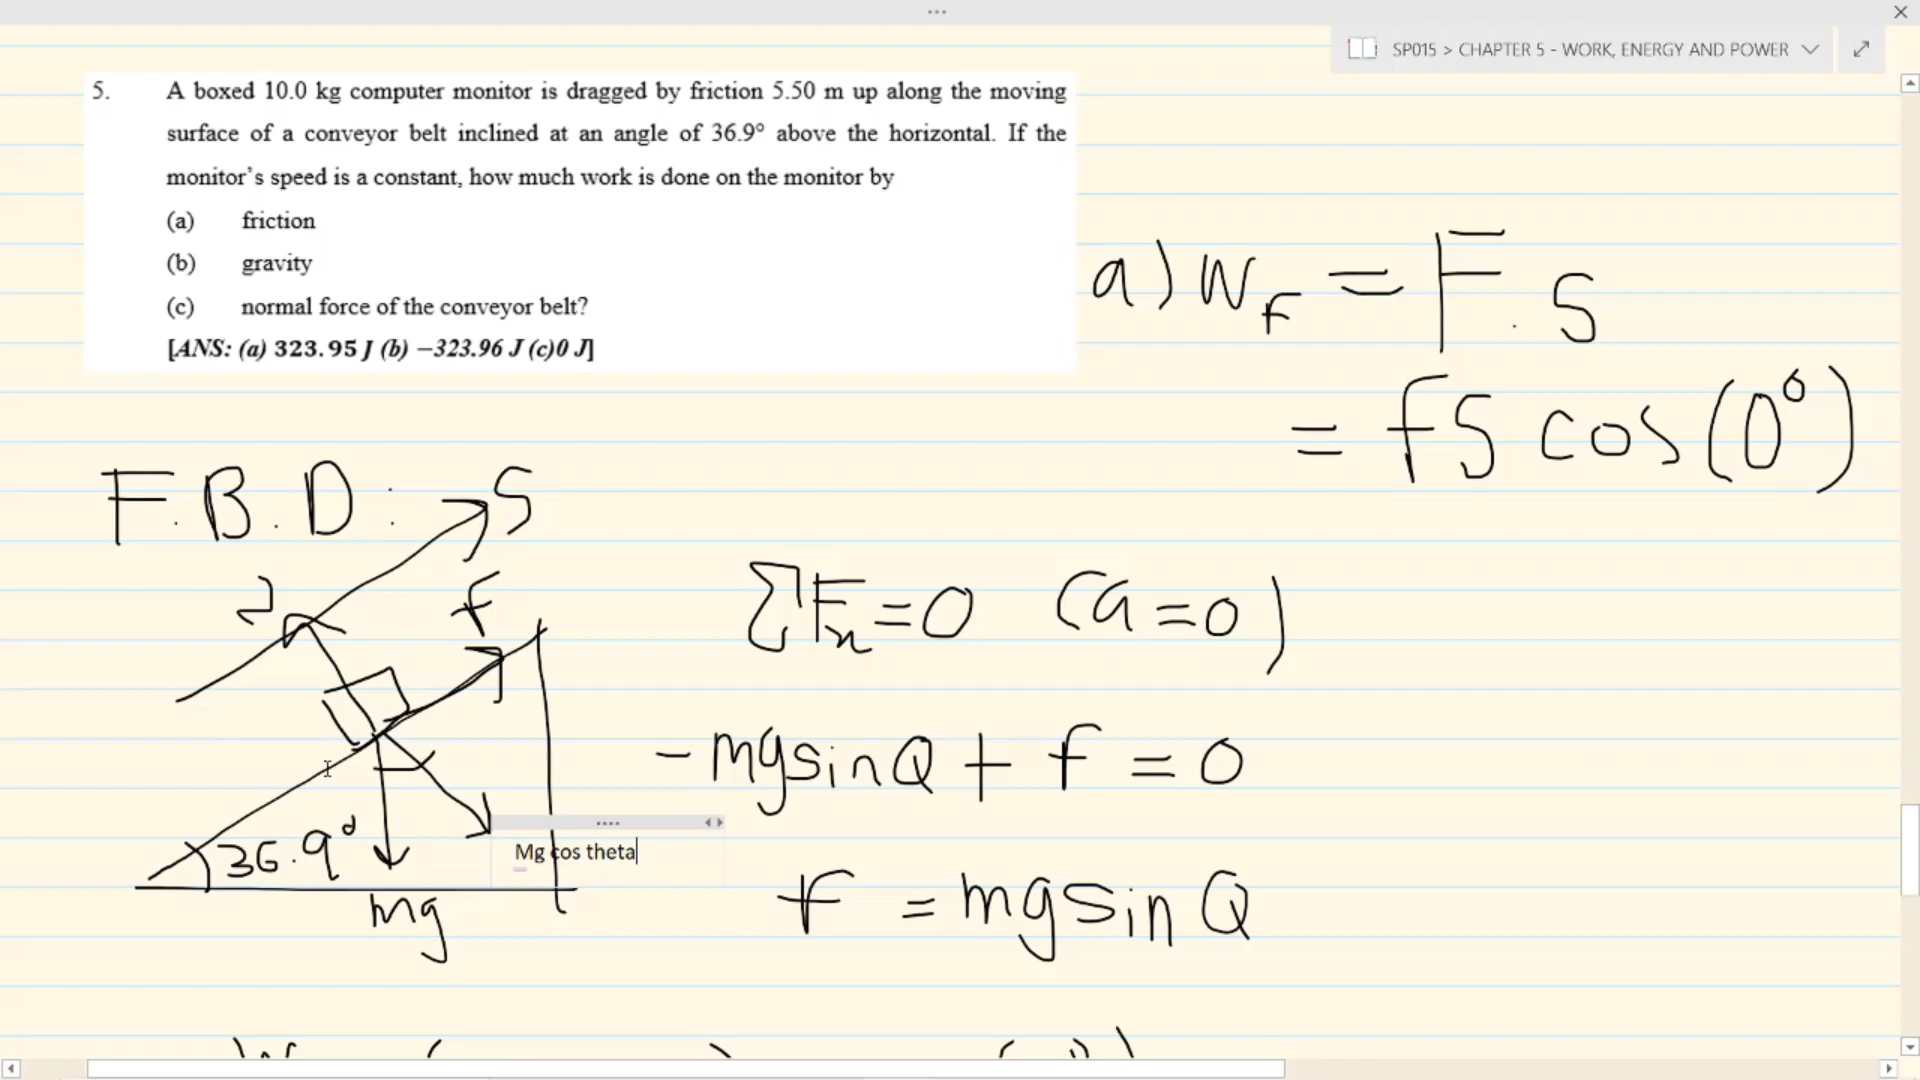 SP015 > CHAPTER 5 - WORK, ENERGY AND POWER
5. A boxed 10.0 kg computer monitor is dragged by friction 5.50 m up along the moving
surface of a conveyor belt inclined at an angle of 36.9° above the horizontal. If the
monitor's speed is a constant, how much work is done on the monitor by
(a) friction
(b) gravity
(c) normal force of the conveyor belt?
[ANS: (a) 323.95 J (b) −323.96 J (c)0 J]
a) W_F = F . S
= fS cos(0°)
F.B.D: S
f
36.9°
mg
Mg cos theta
ΣF_x = 0 (a = 0)
- mgsinθ + f = 0
f = mgsin θ